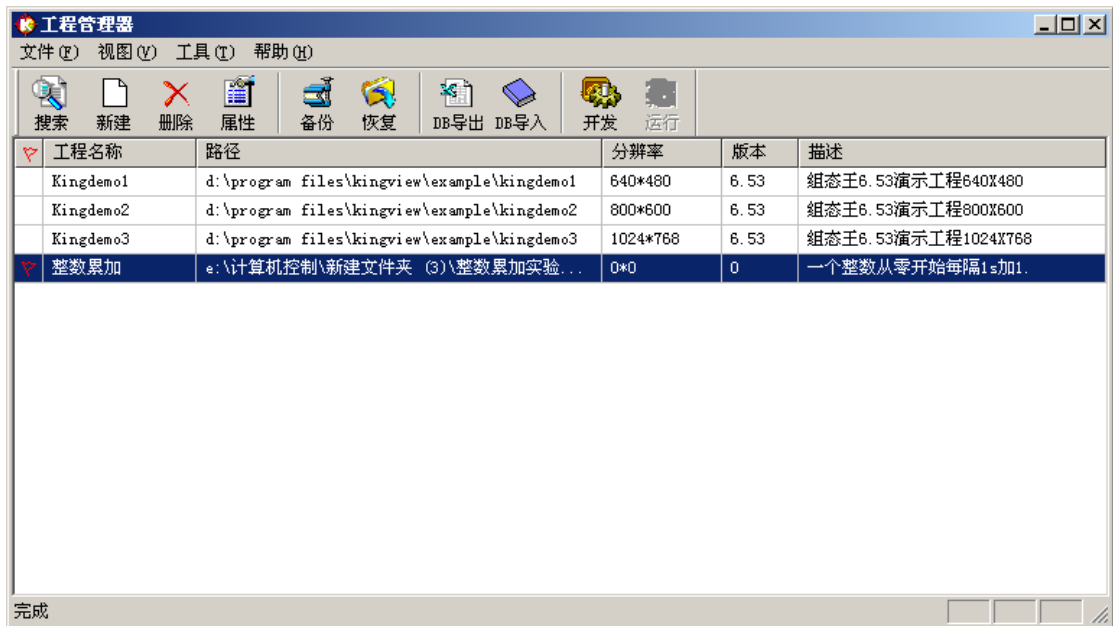 工程管理器
文件(F) 视图(V) 工具(T) 帮助(H)
搜索 新建 删除 属性 备份 恢复 DB导出 DB导入 开发 运行
工程名称 路径 分辨率 版本 描述
Kingdemo1 d:\program files\kingview\example\kingdemo1 640*480 6.53 组态王6.53演示工程640X480
Kingdemo2 d:\program files\kingview\example\kingdemo2 800*600 6.53 组态王6.53演示工程800X600
Kingdemo3 d:\program files\kingview\example\kingdemo3 1024*768 6.53 组态王6.53演示工程1024X768
整数累加 e:\计算机控制\新建文件夹 (3)\整数累加实验... 0*0 0 一个整数从零开始每隔1s加1.
完成